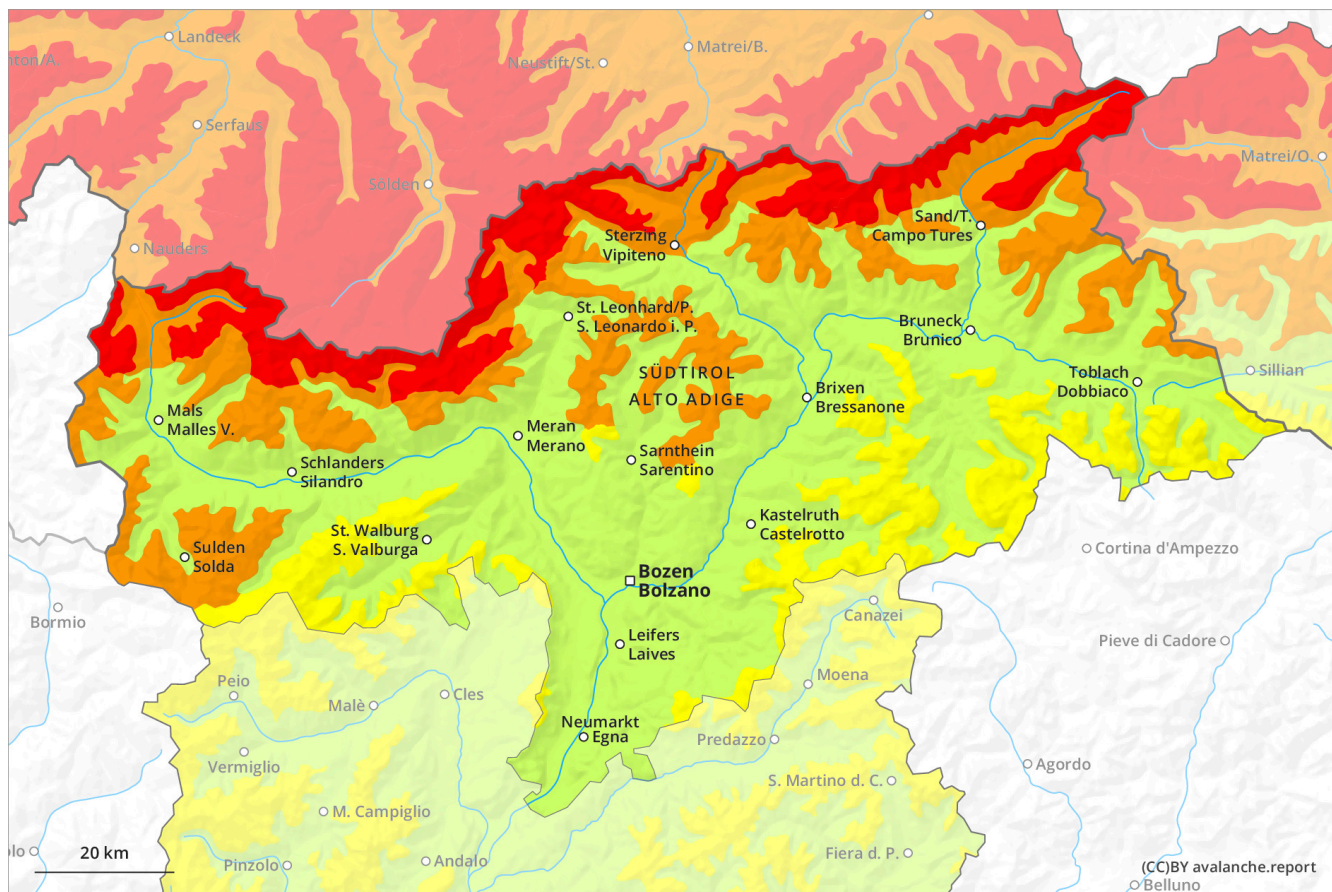 Landeck
Matrei/B.
nton/A.
Neustift/St.
Serfaus
Matrei/O.
Sölden
Sand/T.
Campo Tures
Sterzing
Vipiteno
Nauders
St. Leonhard/P.
S. Leonardo i. P.
Bruneck
Brunico
SÜDTIROL
ALTO ADIGE
Toblach
Dobbiaco
Sillian
Brixen
Bressanone
Mals
Malles V.
Meran
Merano
Sarnthein
Sarentino
Schlanders
Silandro
Kastelruth
Castelrotto
St. Walburg
S. Valburga
Sulden
Solda
Cortina d'Ampezzo
Bozen
Bolzano
Bormio
Canazei
Leifers
Laives
Pieve di Cadore
Peio
Moena
Malè
Cles
Neumarkt
Egna
Predazzo
Vermiglio
Agordo
S. Martino d. C.
M. Campiglio
olo
20 km
Pinzolo
Andalo
Fiera d. P.
(CC)BY avalanche.report
Belluno